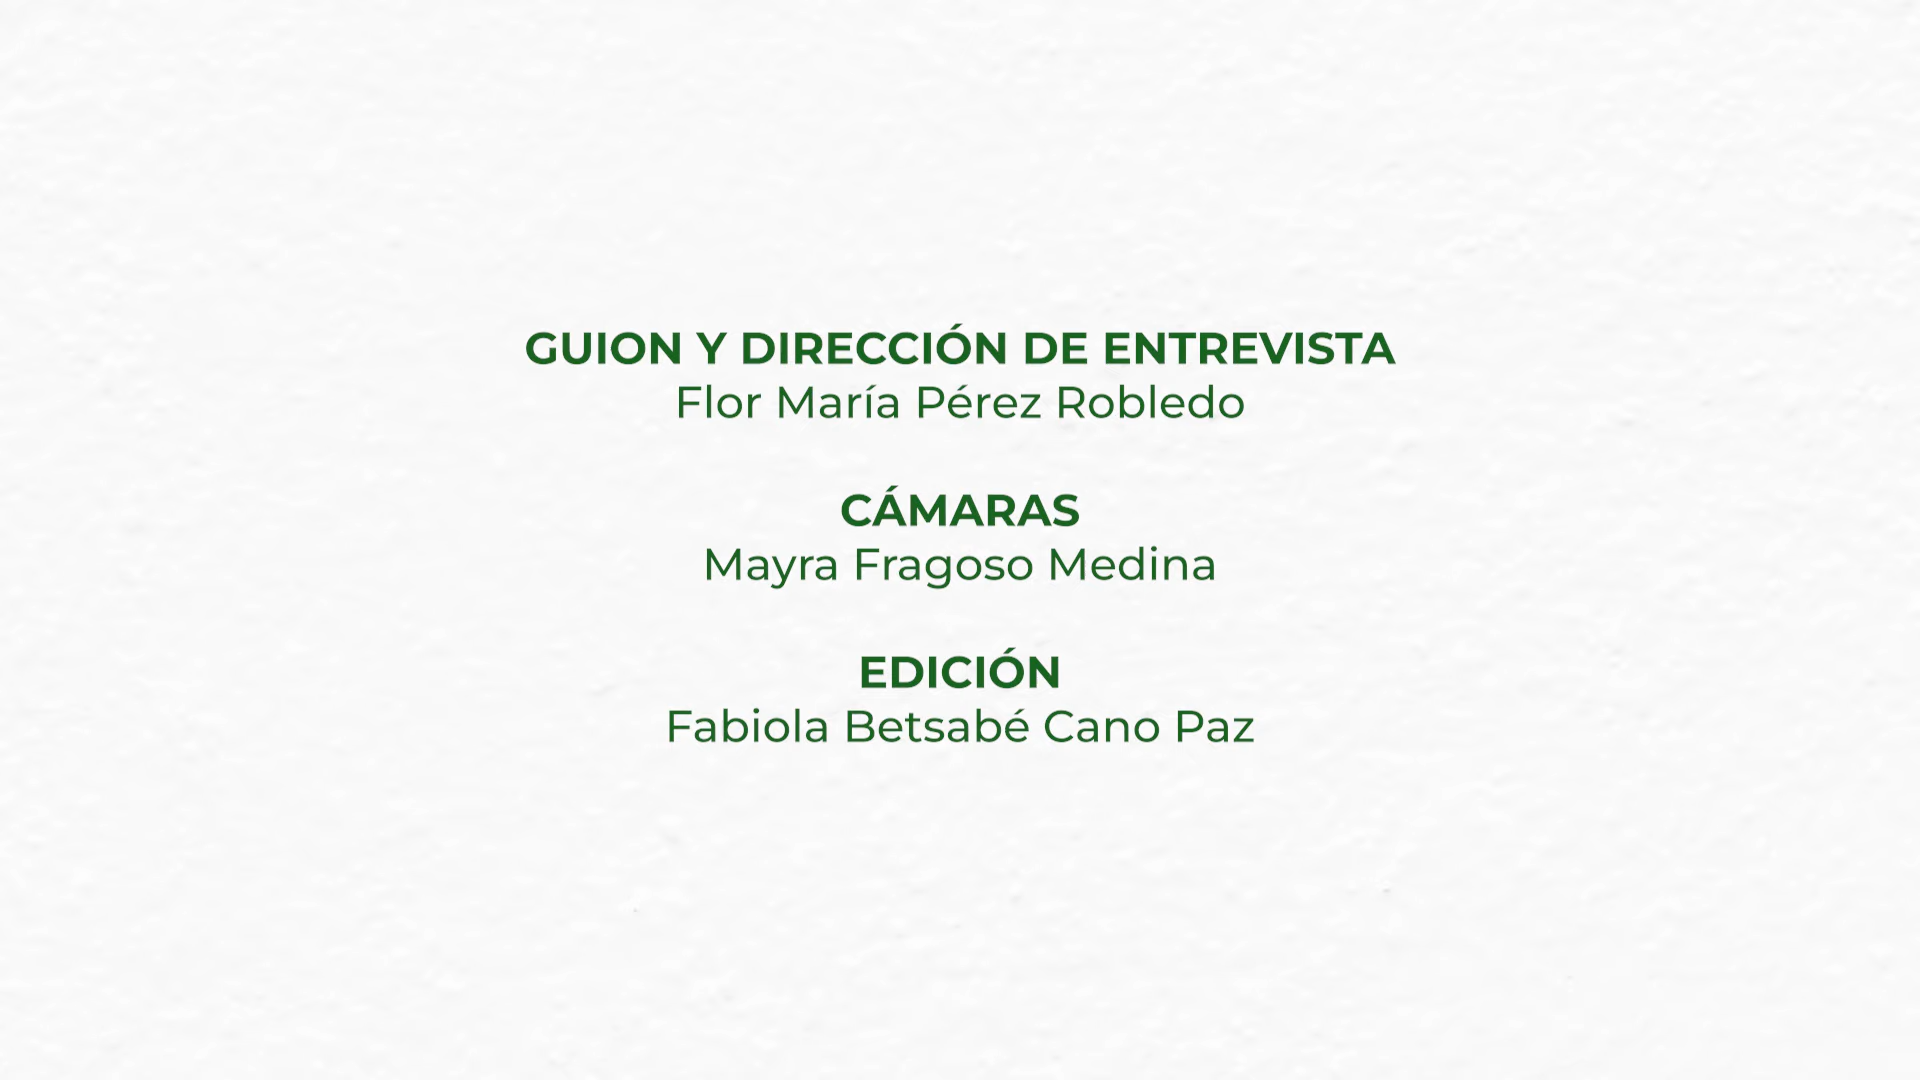 GUION Y DIRECCIÓN DE ENTREVISTA
Flor María Pérez Robledo
CÁMARAS
Mayra Fragoso Medina
EDICIÓN
Fabiola Betsabé Cano Paz